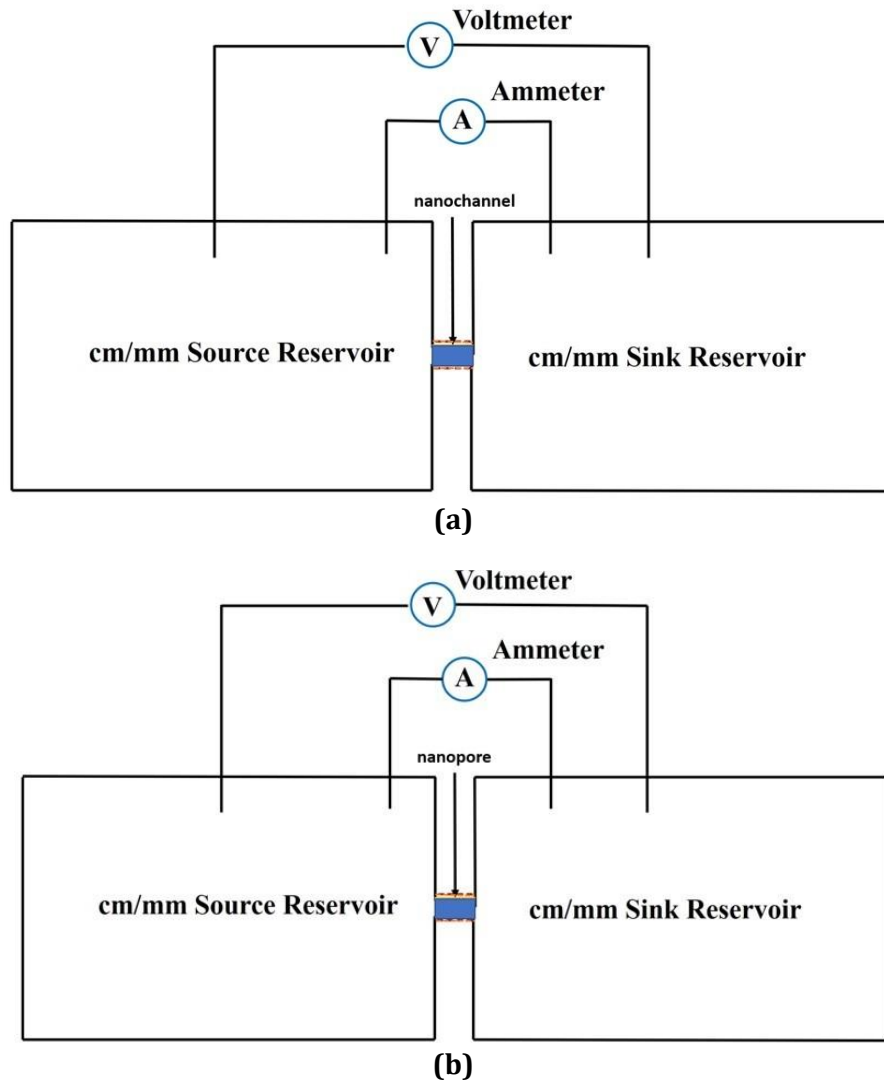 Voltmeter
V
Ammeter
A
nanochannel
cm/mm Source Reservoir
cm/mm Sink Reservoir
(a)
Voltmeter
V
Ammeter
A
nanopore
cm/mm Source Reservoir
cm/mm Sink Reservoir
(b)